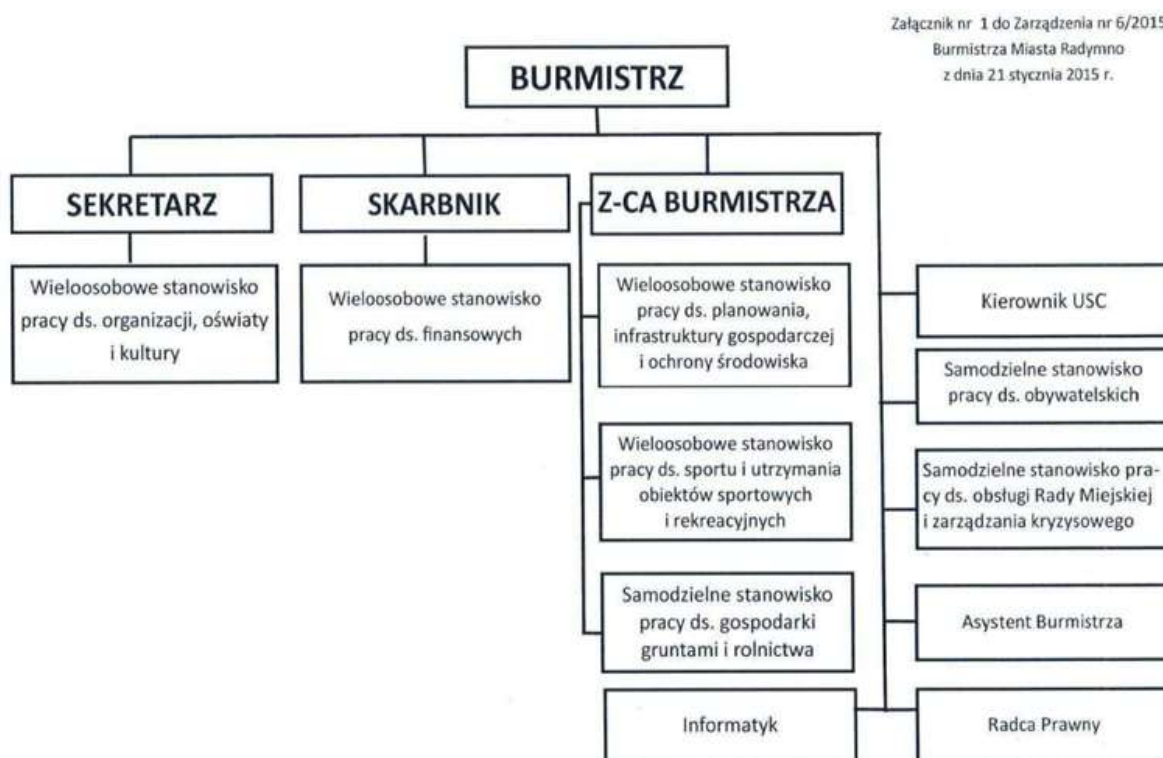 Załącznik nr 1 do Zarządzenia nr 6/2015
Burmistrza Miasta Radymno
z dnia 21 stycznia 2015 r.
BURMISTRZ
SEKRETARZ
SKARBNIK
Z-CA BURMISTRZA
Wieloosobowe stanowisko
pracy ds. organizacji, oświaty
i kultury
Wieloosobowe stanowisko
pracy ds. finansowych
Wieloosobowe stanowisko
pracy ds. planowania,
infrastruktury gospodarczej
i ochrony środowiska
Wieloosobowe stanowisko
pracy ds. sportu i utrzymania
obiektów sportowych
i rekreacyjnych
Samodzielne stanowisko
pracy ds. gospodarki
gruntami i rolnictwa
Informatyk
Kierownik USC
Samodzielne stanowisko
pracy ds. obywatelskich
Samodzielne stanowisko pra-
cy ds. obsługi Rady Miejskiej
i zarządzania kryzysowego
Asystent Burmistrza
Radca Prawny